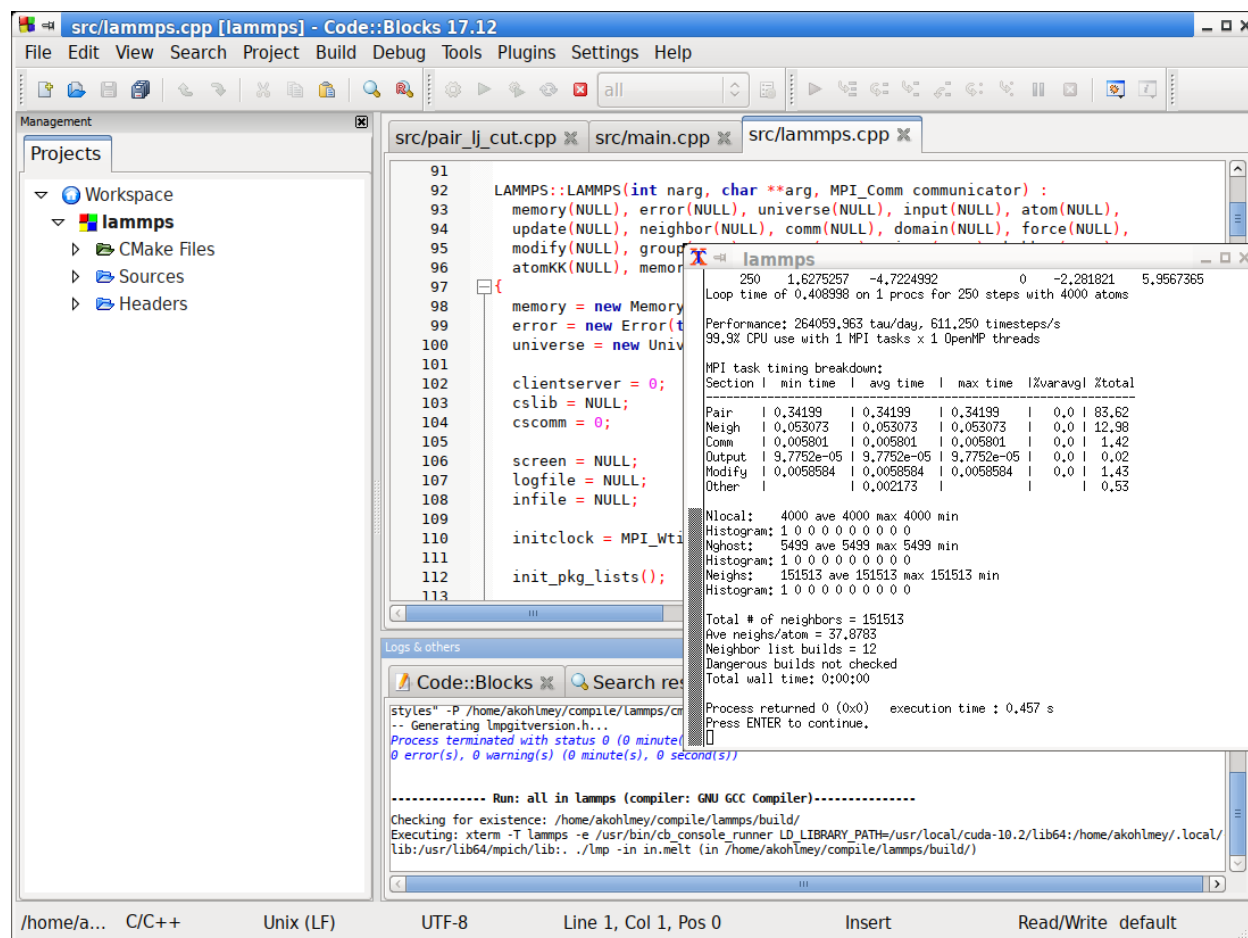 src/lammps.cpp [lammps] - Code::Blocks 17.12
File Edit View Search Project Build Debug Tools Plugins Settings Help
all
Management
Projects
Workspace
lammps
CMake Files
Sources
Headers
src/pair_lj_cut.cpp src/main.cpp src/lammps.cpp
91
92 LAMMPS::LAMMPS(int narg, char **arg, MPI_Comm communicator) :
93 memory(NULL), error(NULL), universe(NULL), input(NULL), atom(NULL),
94 update(NULL), neighbor(NULL), comm(NULL), domain(NULL), force(NULL),
95 modify(NULL), group
96 atomKK(NULL), memor
97 {
98 memory = new Memory
99 error = new Error(t
100 universe = new Univ
101
102 clientserver = 0;
103 cslib = NULL;
104 cscomm = 0;
105
106 screen = NULL;
107 logfile = NULL;
108 infile = NULL;
109
110 initclock = MPI_Wti
111
112 init_pkg_lists();
113
lammps
250 1.6275257 -4.7224992 0 -2.281821 5.9567365
Loop time of 0.408998 on 1 procs for 250 steps with 4000 atoms
Performance: 264059.963 tau/day, 611.250 timesteps/s
99.9% CPU use with 1 MPI tasks x 1 OpenMP threads
MPI task timing breakdown:
Section | min time | avg time | max time |%varavg| %total
---------------------------------------------------------------
Pair | 0.34199 | 0.34199 | 0.34199 | 0.0 | 83.62
Neigh | 0.053073 | 0.053073 | 0.053073 | 0.0 | 12.98
Comm | 0.005801 | 0.005801 | 0.005801 | 0.0 | 1.42
Output | 9.7752e-05 | 9.7752e-05 | 9.7752e-05 | 0.0 | 0.02
Modify | 0.0058584 | 0.0058584 | 0.0058584 | 0.0 | 1.43
Other | | 0.002173 | | | 0.53
Nlocal: 4000 ave 4000 max 4000 min
Histogram: 1 0 0 0 0 0 0 0 0 0
Nghost: 5499 ave 5499 max 5499 min
Histogram: 1 0 0 0 0 0 0 0 0 0
Neighs: 151513 ave 151513 max 151513 min
Histogram: 1 0 0 0 0 0 0 0 0 0
Total # of neighbors = 151513
Ave neighs/atom = 37.8783
Neighbor list builds = 12
Dangerous builds not checked
Total wall time: 0:00:00
Process returned 0 (0x0) execution time : 0.457 s
Press ENTER to continue.
Logs & others
Code::Blocks Search res
styles" -P /home/akohlmey/compile/lammps/cm
-- Generating lmpgitversion.h...
Process terminated with status 0 (0 minute(
0 error(s), 0 warning(s) (0 minute(s), 0 second(s))
-------------- Run: all in lammps (compiler: GNU GCC Compiler)---------------
Checking for existence: /home/akohlmey/compile/lammps/build/
Executing: xterm -T lammps -e /usr/bin/cb_console_runner LD_LIBRARY_PATH=/usr/local/cuda-10.2/lib64:/home/akohlmey/.local/
lib:/usr/lib64/mpich/lib:. ./lmp -in in.melt (in /home/akohlmey/compile/lammps/build/)
/home/a... C/C++ Unix (LF) UTF-8 Line 1, Col 1, Pos 0 Insert Read/Write default